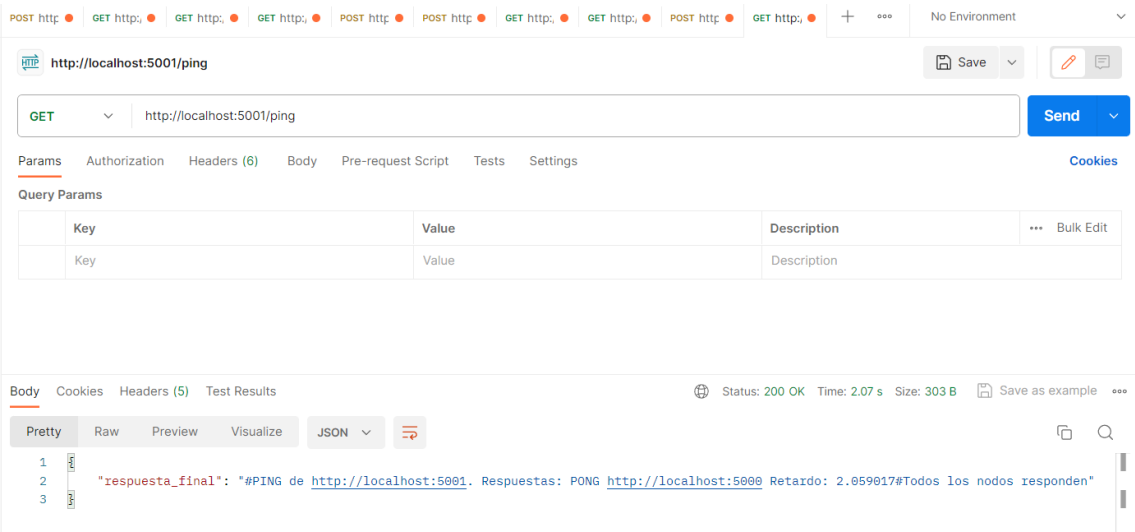 POST http GET http:, GET http:, GET http:, POST http POST http GET http:, GET http:, POST http GET http:, No Environment
HTTP http://localhost:5001/ping Save
GET http://localhost:5001/ping Send
Params Authorization Headers (6) Body Pre-request Script Tests Settings Cookies
Query Params
Key Value Description Bulk Edit
Key Value Description
Body Cookies Headers (5) Test Results Status: 200 OK Time: 2.07 s Size: 303 B Save as example
Pretty Raw Preview Visualize JSON
1 {
2 "respuesta_final": "#PING de http://localhost:5001. Respuestas: PONG http://localhost:5000 Retardo: 2.059017#Todos los nodos responden"
3 }